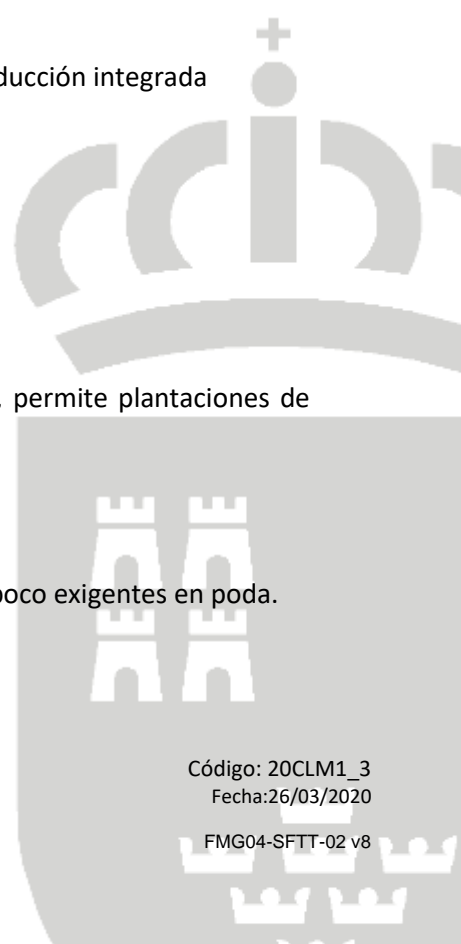 ducción integrada
permite plantaciones de
poco exigentes en poda.
Código: 20CLM1_3
Fecha:26/03/2020
FMG04-SFTT-02 v8